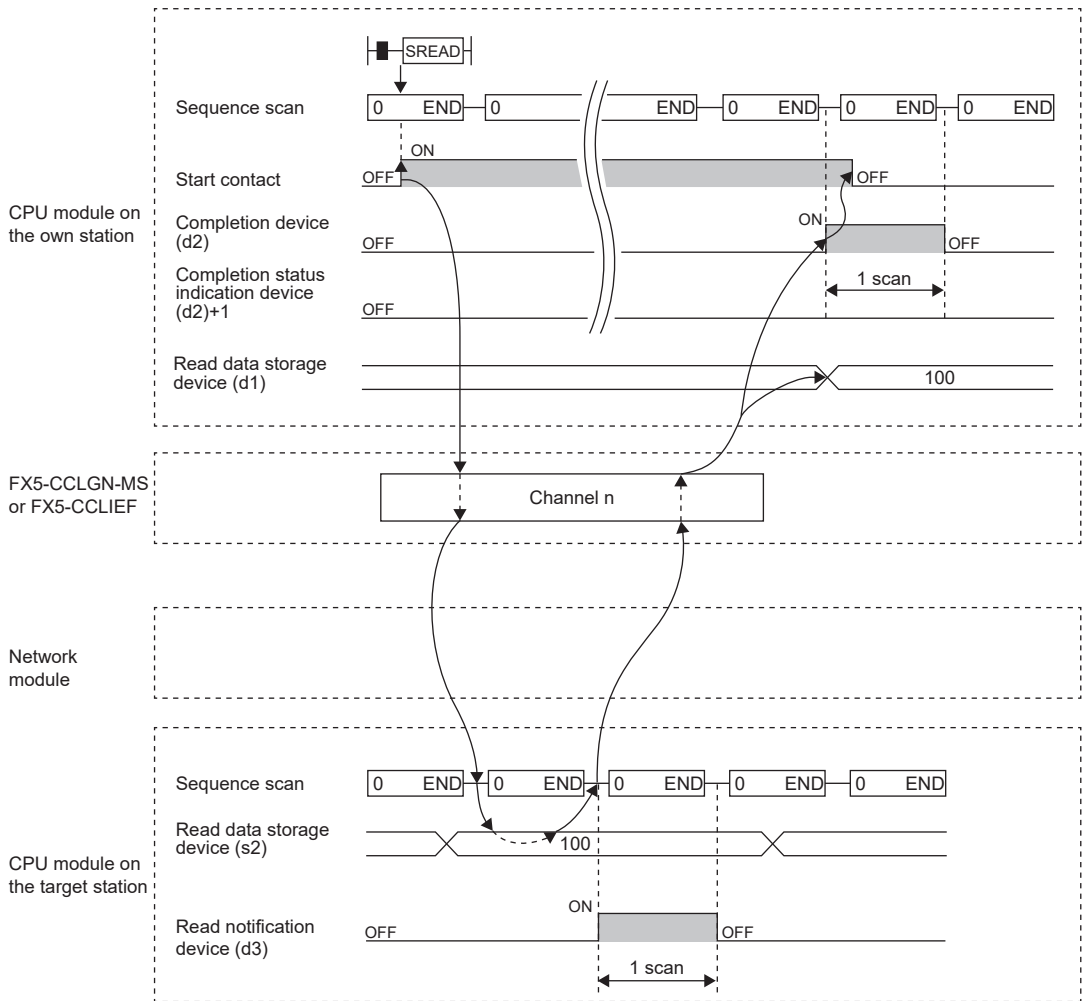 SREAD
Sequence scan
0 END 0 END 0 END 0 END 0 END
ON
Start contact
OFF OFF
CPU module on
the own station
Completion device
(d2)
ON
OFF OFF
1 scan
Completion status
indication device
(d2)+1
OFF
Read data storage
device (d1)
100
FX5-CCLGN-MS
or FX5-CCLIEF
Channel n
Network
module
Sequence scan
0 END 0 END 0 END 0 END 0 END
Read data storage
device (s2)
100
CPU module on
the target station
ON
Read notification
device (d3)
OFF OFF
1 scan